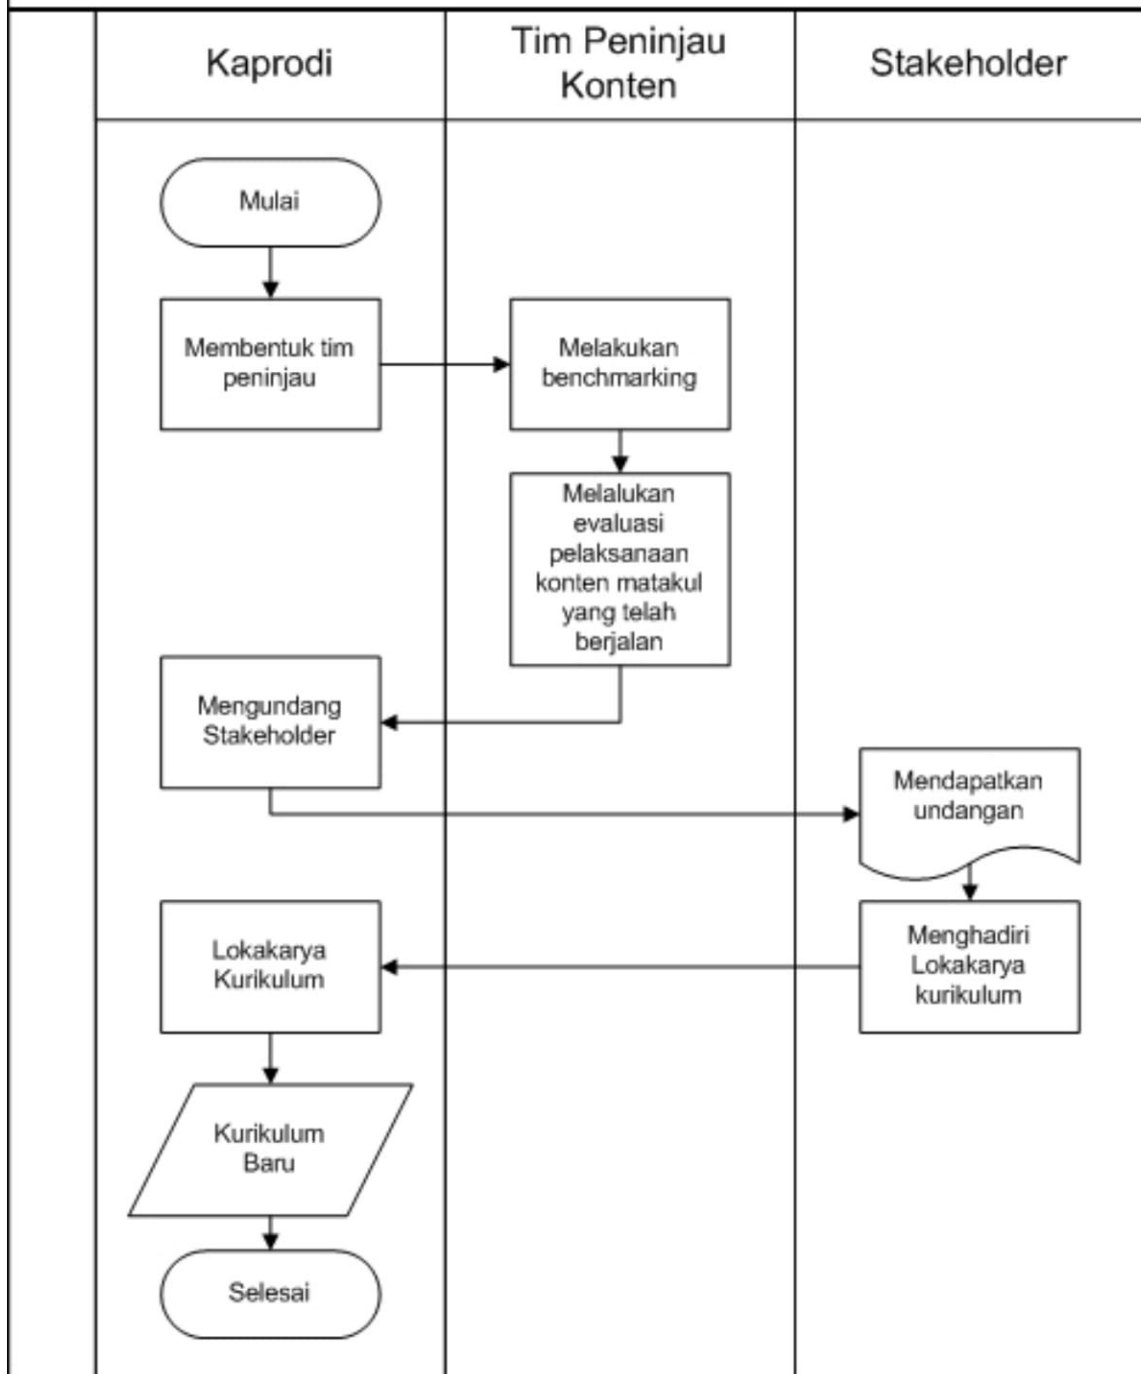 Kaprodi
Tim Peninjau
Konten
Stakeholder
Mulai
Membentuk tim
peninjau
Melakukan
benchmarking
Melalukan
evaluasi
pelaksanaan
konten matakul
yang telah
berjalan
Mengundang
Stakeholder
Mendapatkan
undangan
Menghadiri
Lokakarya
kurikulum
Lokakarya
Kurikulum
Kurikulum
Baru
Selesai